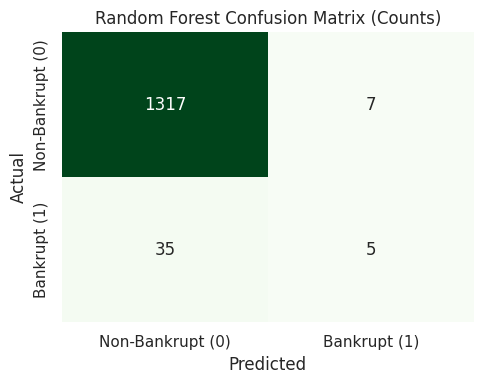 Random Forest Confusion Matrix (Counts)
Actual
Non-Bankrupt (0)
1317
7
Bankrupt (1)
35
5
Non-Bankrupt (0)
Bankrupt (1)
Predicted